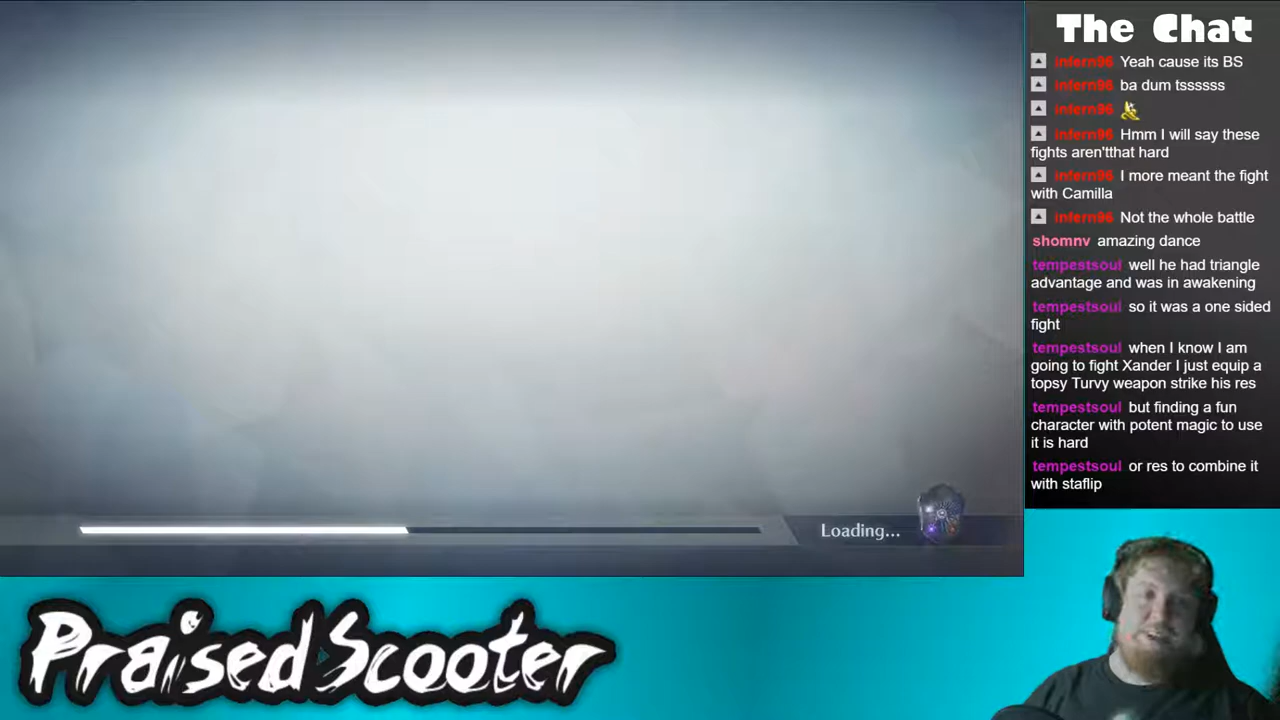 The Chat
infern96 Yeah cause its BS
infern96 ba dum tssssss
infern96
infern96 Hmm I will say these
fights aren'tthat hard
infern96 I more meant the fight
with Camilla
infern96 Not the whole battle
shomnv amazing dance
tempestsoul well he had triangle
advantage and was in awakening
tempestsoul so it was a one sided
fight
tempestsoul when I know I am
going to fight Xander I just equip a
topsy Turvy weapon strike his res
tempestsoul but finding a fun
character with potent magic to use
it is hard
tempestsoul or res to combine it
with staflip
Loading...
PraisedScooter